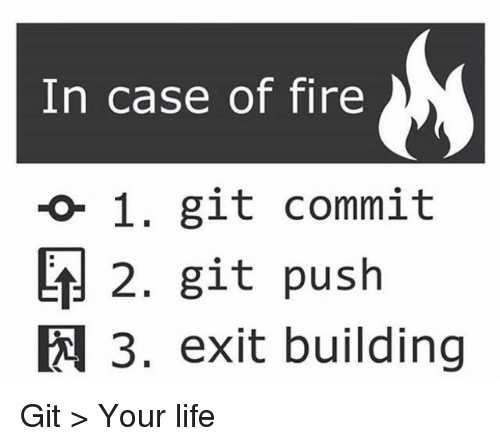 In case of fire
1. git commit
2. git push
3. exit building
Git > Your life